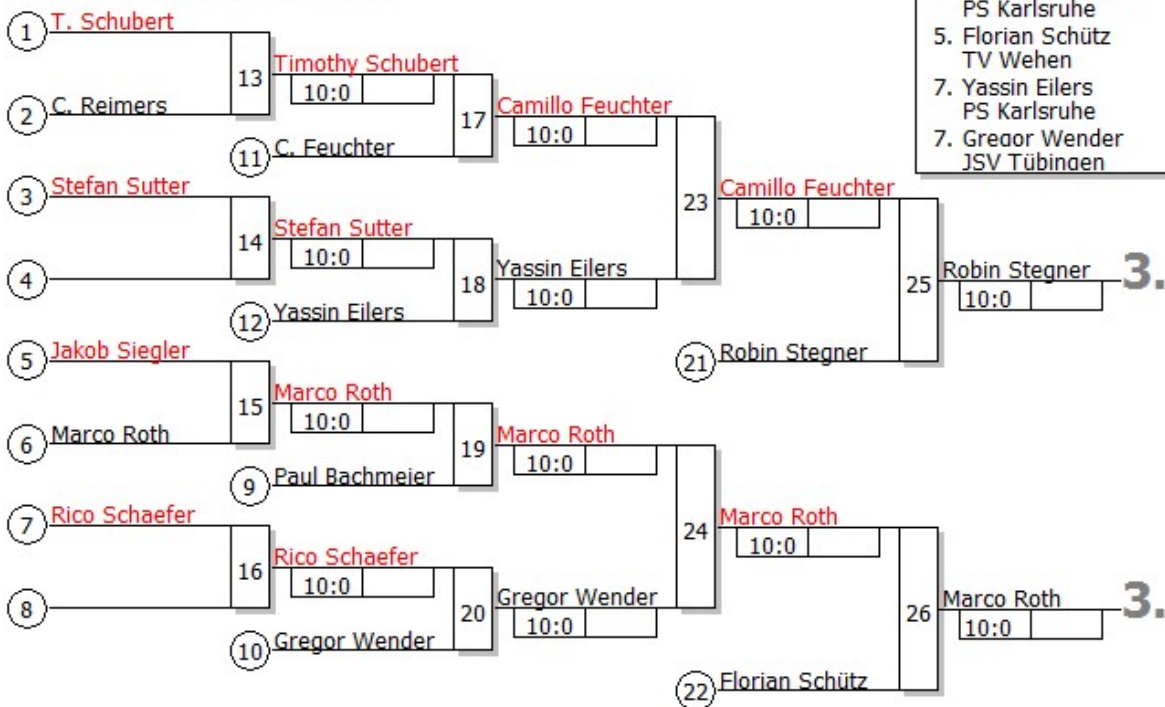 PS Karlsruhe
5. Florian Schütz
TV Wehen
7. Yassin Eilers
PS Karlsruhe
7. Gregor Wender
JSV Tübingen
1 T. Schubert
13
Timothy Schubert
10:0
2 C. Reimers
17
Camillo Feuchter
10:0
11 C. Feuchter
3 Stefan Sutter
14
Stefan Sutter
10:0
4
18
Yassin Eilers
10:0
12 Yassin Eilers
23
Camillo Feuchter
10:0
25
Robin Stegner
10:0
3.
21 Robin Stegner
5 Jakob Siegler
15
Marco Roth
10:0
6 Marco Roth
19
Marco Roth
10:0
9 Paul Bachmeier
7 Rico Schaefer
16
Rico Schaefer
10:0
8
20
Gregor Wender
10:0
10 Gregor Wender
24
Marco Roth
10:0
26
Marco Roth
10:0
3.
22 Florian Schütz